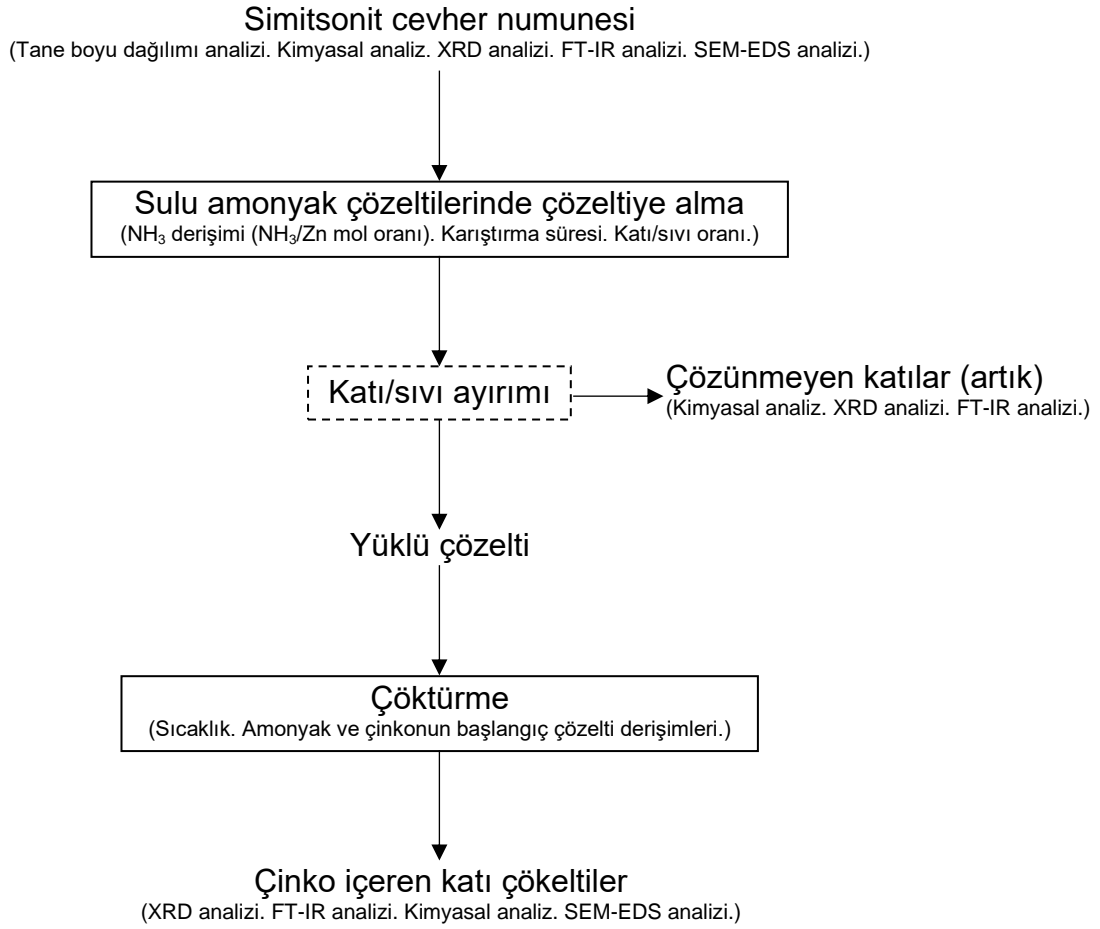 Simitsonit cevher numunesi
(Tane boyu dağılımı analizi. Kimyasal analiz. XRD analizi. FT-IR analizi. SEM-EDS analizi.)
Sulu amonyak çözeltilerinde çözeltiye alma
(NH₃ derişimi (NH₃/Zn mol oranı). Karıştırma süresi. Katı/sıvı oranı.)
Katı/sıvı ayırımı
Çözünmeyen katılar (artık)
(Kimyasal analiz. XRD analizi. FT-IR analizi.)
Yüklü çözelti
Çöktürme
(Sıcaklık. Amonyak ve çinkonun başlangıç çözelti derişimleri.)
Çinko içeren katı çökeltiler
(XRD analizi. FT-IR analizi. Kimyasal analiz. SEM-EDS analizi.)